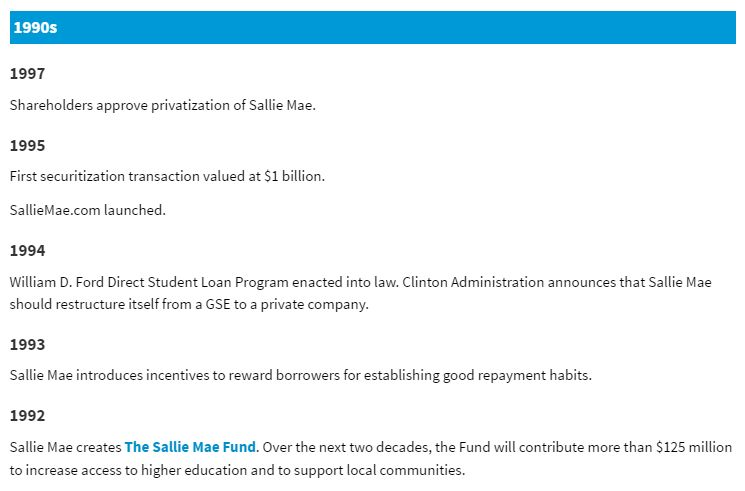 1990s
1997
Shareholders approve privatization of Sallie Mae.
1995
First securitization transaction valued at $1 billion.
SallieMae.com launched.
1994
William D. Ford Direct Student Loan Program enacted into law. Clinton Administration announces that Sallie Mae
should restructure itself from a GSE to a private company.
1993
Sallie Mae introduces incentives to reward borrowers for establishing good repayment habits.
1992
Sallie Mae creates The Sallie Mae Fund. Over the next two decades, the Fund will contribute more than $125 million
to increase access to higher education and to support local communities.